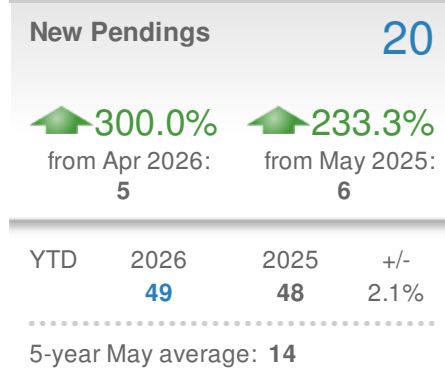 New Pendings 20
300.0% 233.3%
from Apr 2026: from May 2025:
5 6
YTD 2026 2025 +/-
49 48 2.1%
5-year May average: 14